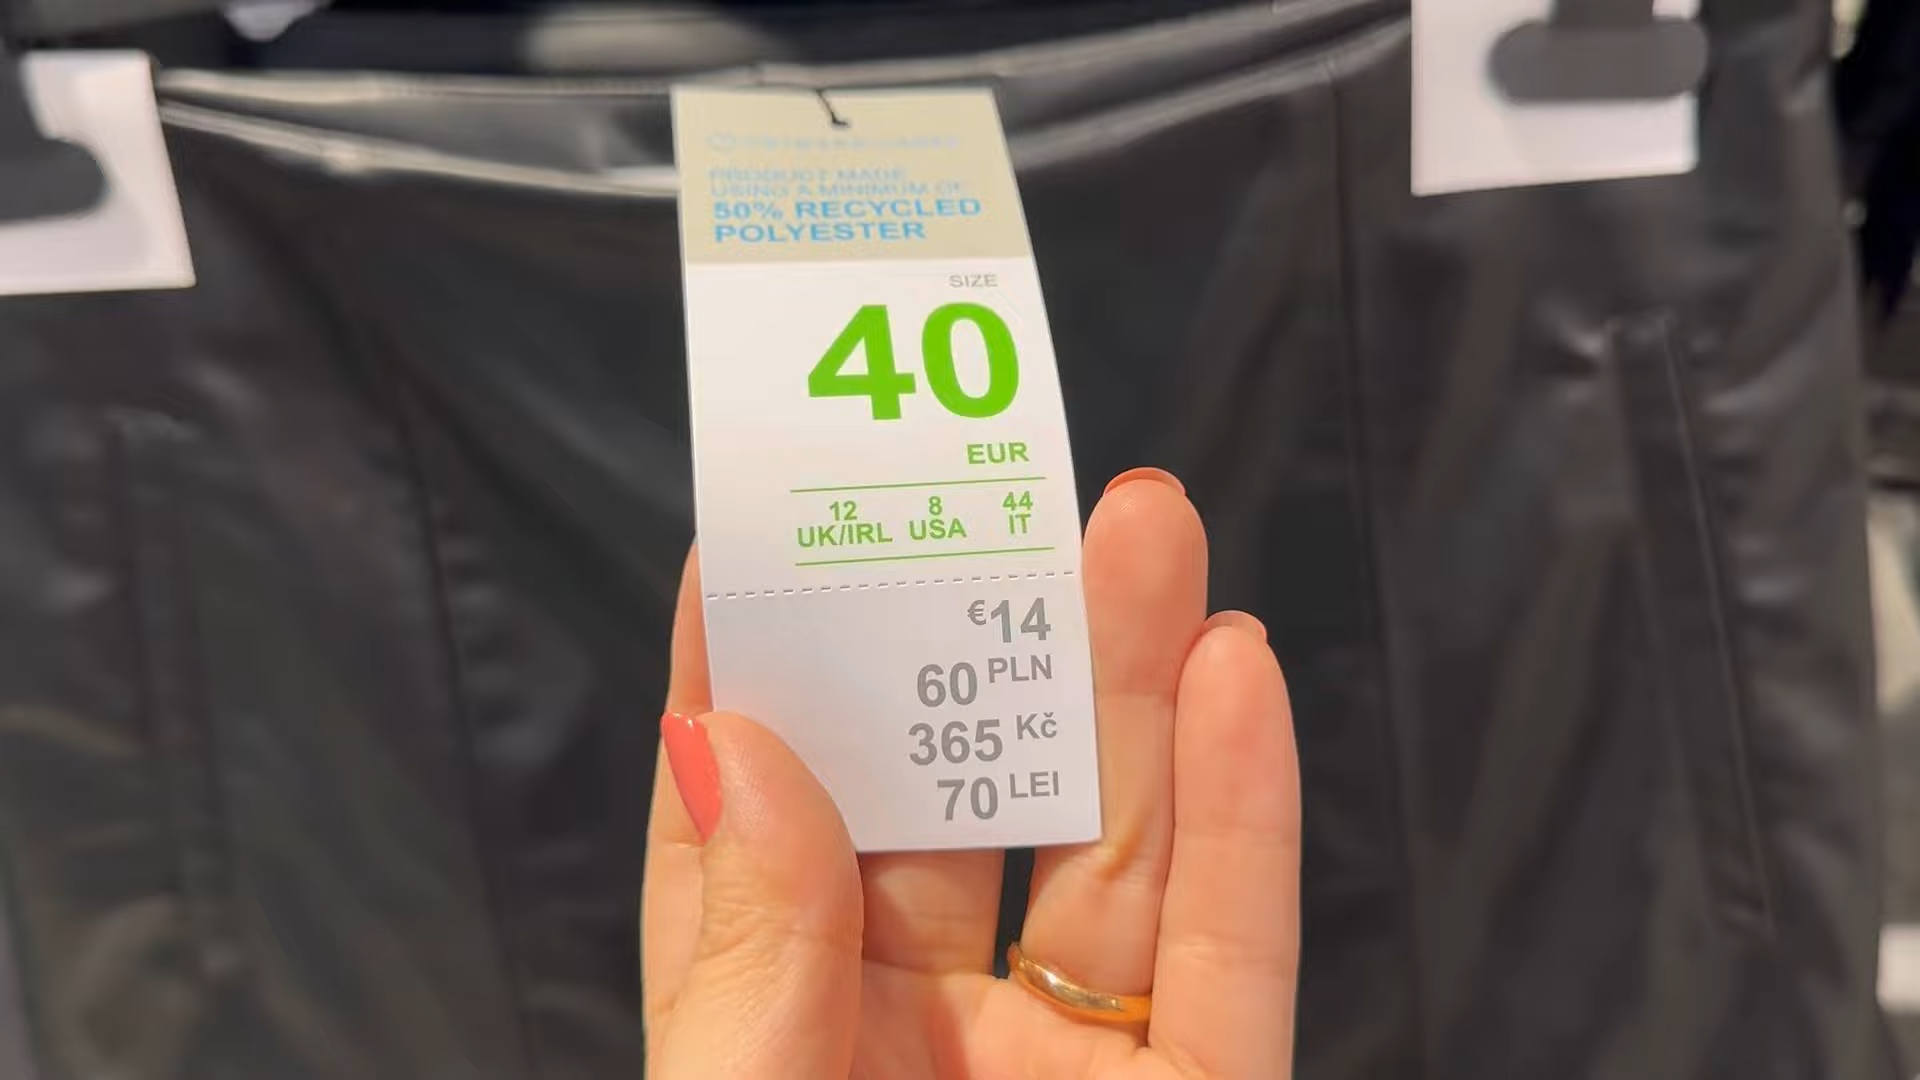 PRODUCT MADE
USING A MINIMUM OF
50% RECYCLED
POLYESTER
SIZE
40
EUR
12 8 44
UK/IRL USA IT
€14
60 PLN
365 Kč
70 LEI